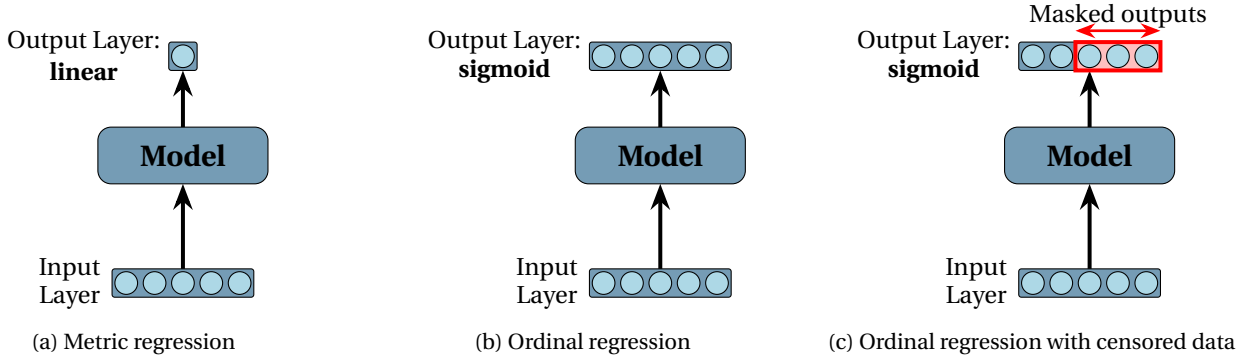 Output Layer:
linear
Model
Input
Layer
(a) Metric regression
Output Layer:
sigmoid
Model
Input
Layer
(b) Ordinal regression
Masked outputs
Output Layer:
sigmoid
Model
Input
Layer
(c) Ordinal regression with censored data